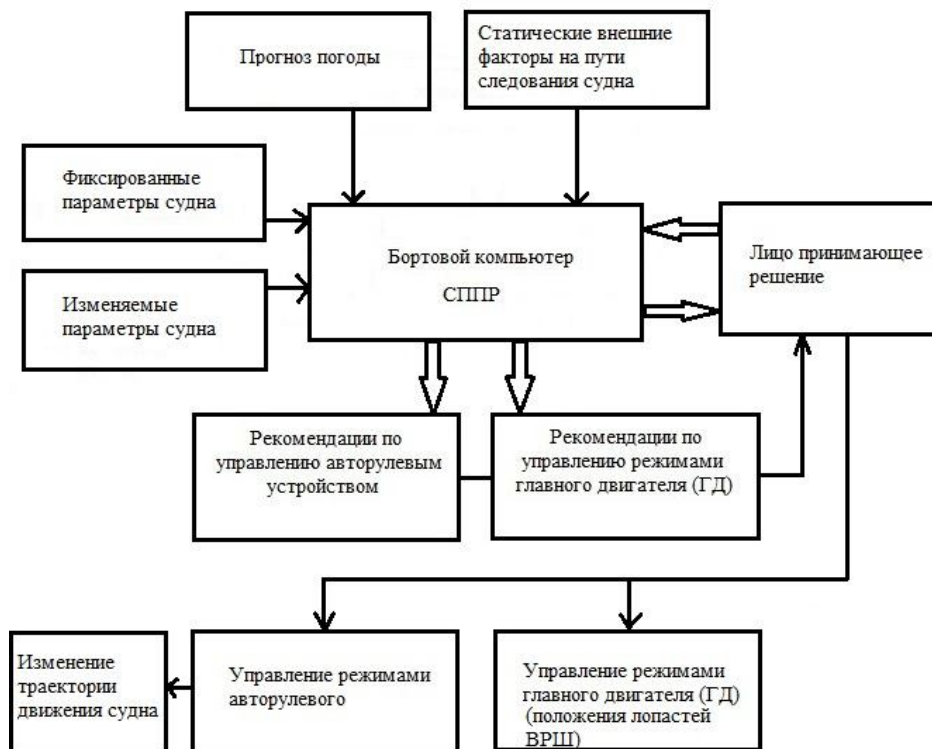 Прогноз погоды
Статические внешние
факторы на пути
следования судна
Фиксированные
параметры судна
Изменяемые
параметры судна
Бортовой компьютер
СППР
Лицо принимающее
решение
Рекомендации по
управлению авторулевым
устройством
Рекомендации по
управлению режимами
главного двигателя (ГД)
Изменение
траектории
движения судна
Управление режимами
авторулевого
Управление режимами
главного двигателя (ГД)
(положения лопастей
ВРШ)